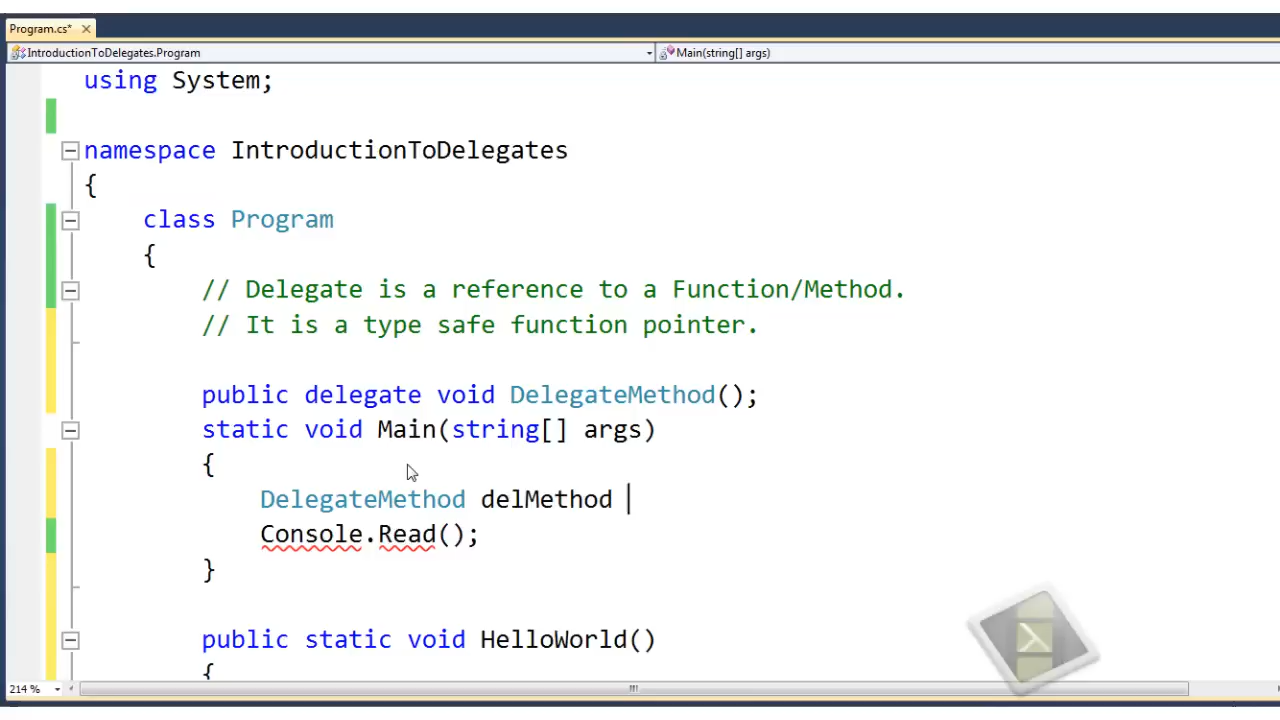 Program.cs*
IntroductionToDelegates.Program
Main(string[] args)
using System;
namespace IntroductionToDelegates
{
class Program
{
// Delegate is a reference to a Function/Method.
// It is a type safe function pointer.
public delegate void DelegateMethod();
static void Main(string[] args)
{
DelegateMethod delMethod
Console.Read();
}
public static void HelloWorld()
{
214 %